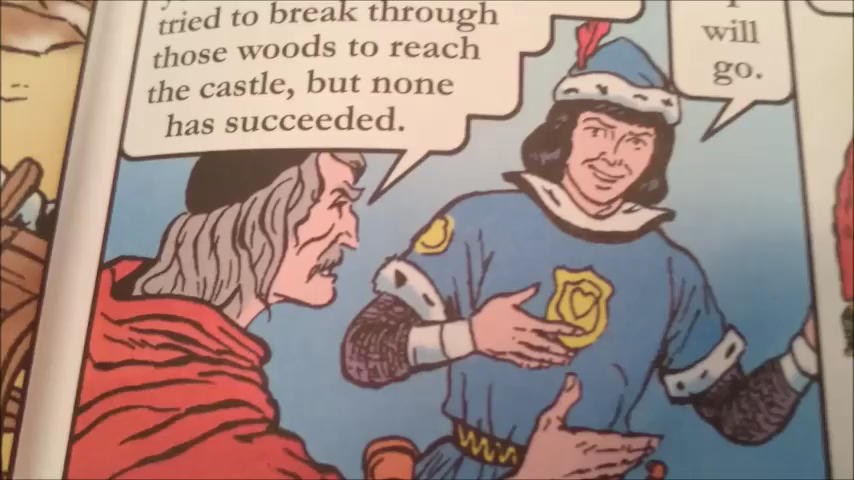 tried to break through
those woods to reach
the castle, but none
has succeeded.
will
go.